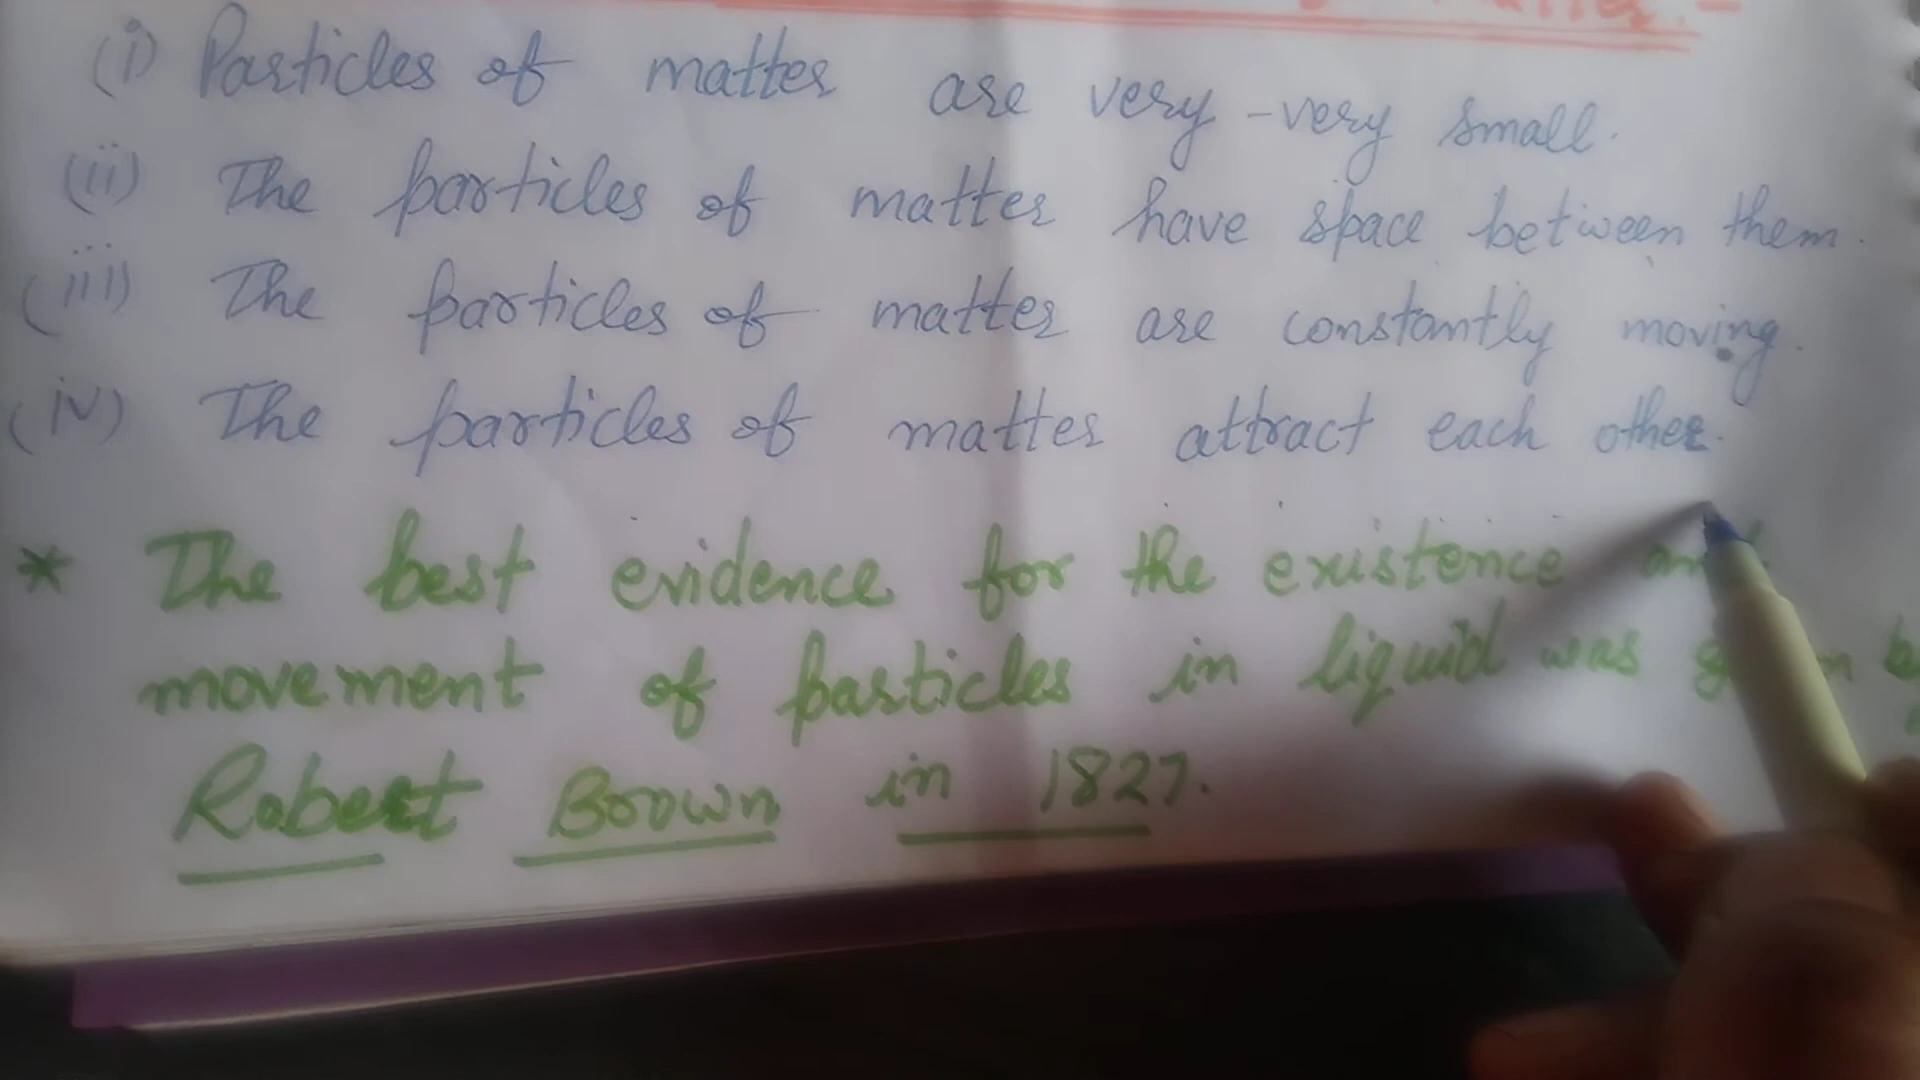 (i) Particles of matter are very-very small.
(ii) The particles of matter have space between them.
(iii) The particles of matter are constantly moving.
(iv) The particles of matter attract each other.
* The best evidence for the existence
movement of particles in liquid was
Robert Brown in 1827.